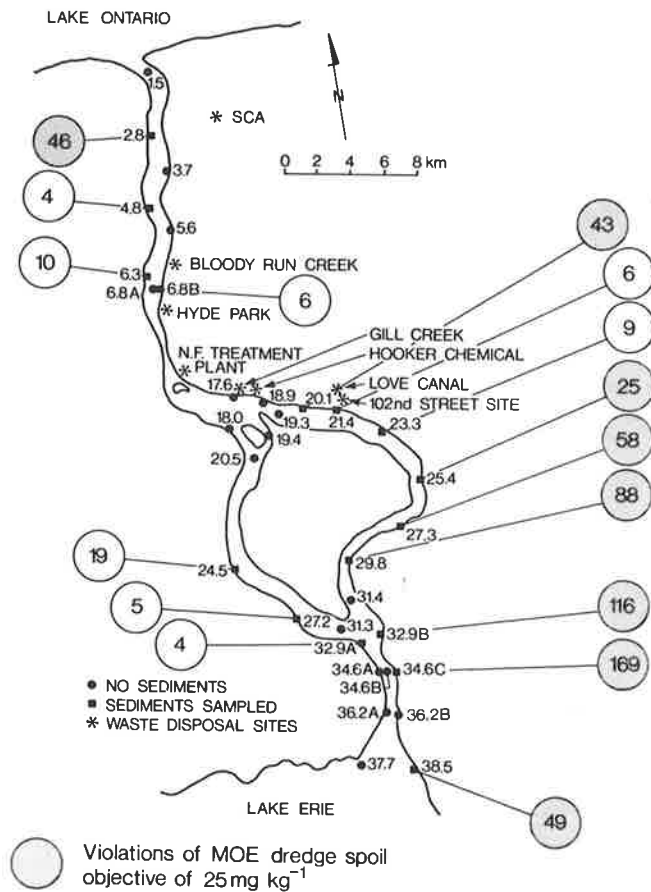 LAKE ONTARIO
1.5
* SCA
N
46
2.8
0 2 4 6 8 km
3.7
4
4.8
43
5.6
10
6.3
* BLOODY RUN CREEK
6
6.8A
6.8B
6
* HYDE PARK
9
GILL CREEK
N.F. TREATMENT
* PLANT
HOOKER CHEMICAL
17.6
18.9
20.1
* LOVE CANAL
25
* 102nd STREET SITE
19.3
21.4
23.3
18.0
19.4
58
20.5
25.4
88
27.3
19
24.5
29.8
5
31.4
116
27.2
31.3
32.9B
4
32.9A
169
34.6A
34.6C
34.6B
● NO SEDIMENTS
■ SEDIMENTS SAMPLED
* WASTE DISPOSAL SITES
36.2A
36.2B
37.7
38.5
LAKE ERIE
49
Violations of MOE dredge spoil
objective of 25mg kg⁻¹